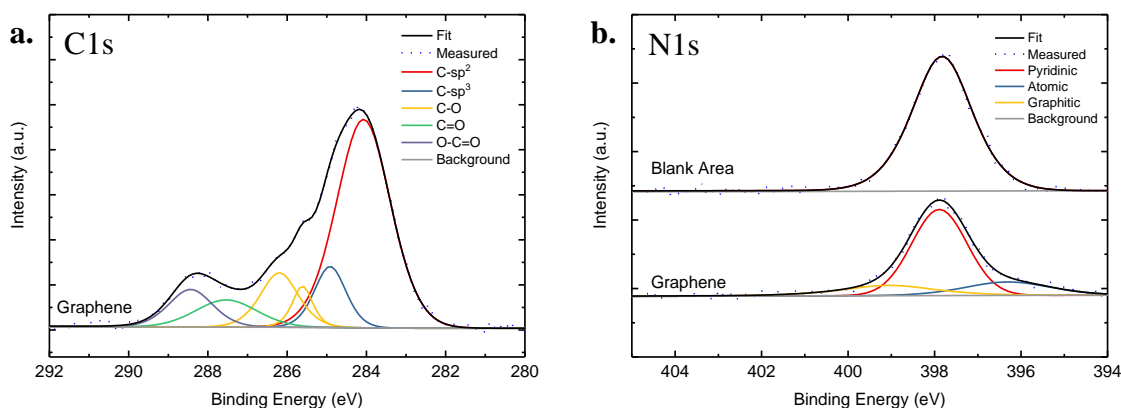 a.
C1s
Fit
Measured
C-sp²
C-sp³
C-O
C=O
O-C=O
Background
Graphene
Intensity (a.u.)
292 290 288 286 284 282 280
Binding Energy (eV)
b.
N1s
Fit
Measured
Pyridinic
Atomic
Graphitic
Background
Blank Area
Graphene
Intensity (a.u.)
404 402 400 398 396 394
Binding Energy (eV)